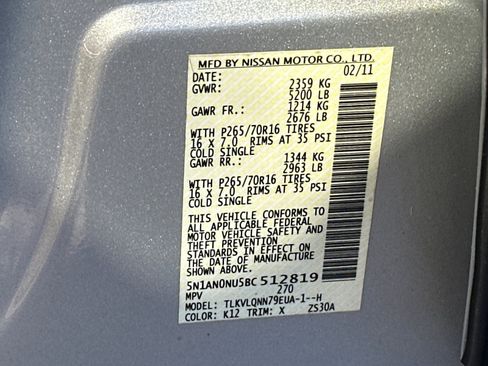 MFD BY NISSAN MOTOR CO., LTD.
DATE: 02/11
GVWR: 2359 KG
5200 LB
GAWR FR.: 1214 KG
2676 LB
WITH P265/70R16 TIRES
16 X 7.0 RIMS AT 35 PSI
COLD SINGLE
GAWR RR.: 1344 KG
2963 LB
WITH P265/70R16 TIRES
16 X 7.0 RIMS AT 35 PSI
COLD SINGLE
THIS VEHICLE CONFORMS TO
ALL APPLICABLE FEDERAL
MOTOR VEHICLE SAFETY AND
THEFT PREVENTION
STANDARDS IN EFFECT ON
THE DATE OF MANUFACTURE
SHOWN ABOVE.
5N1AN0NU5BC512819
MPV 270
MODEL: TLKVLQNN79EUA-1--H
COLOR: K12 TRIM: X ZS30A